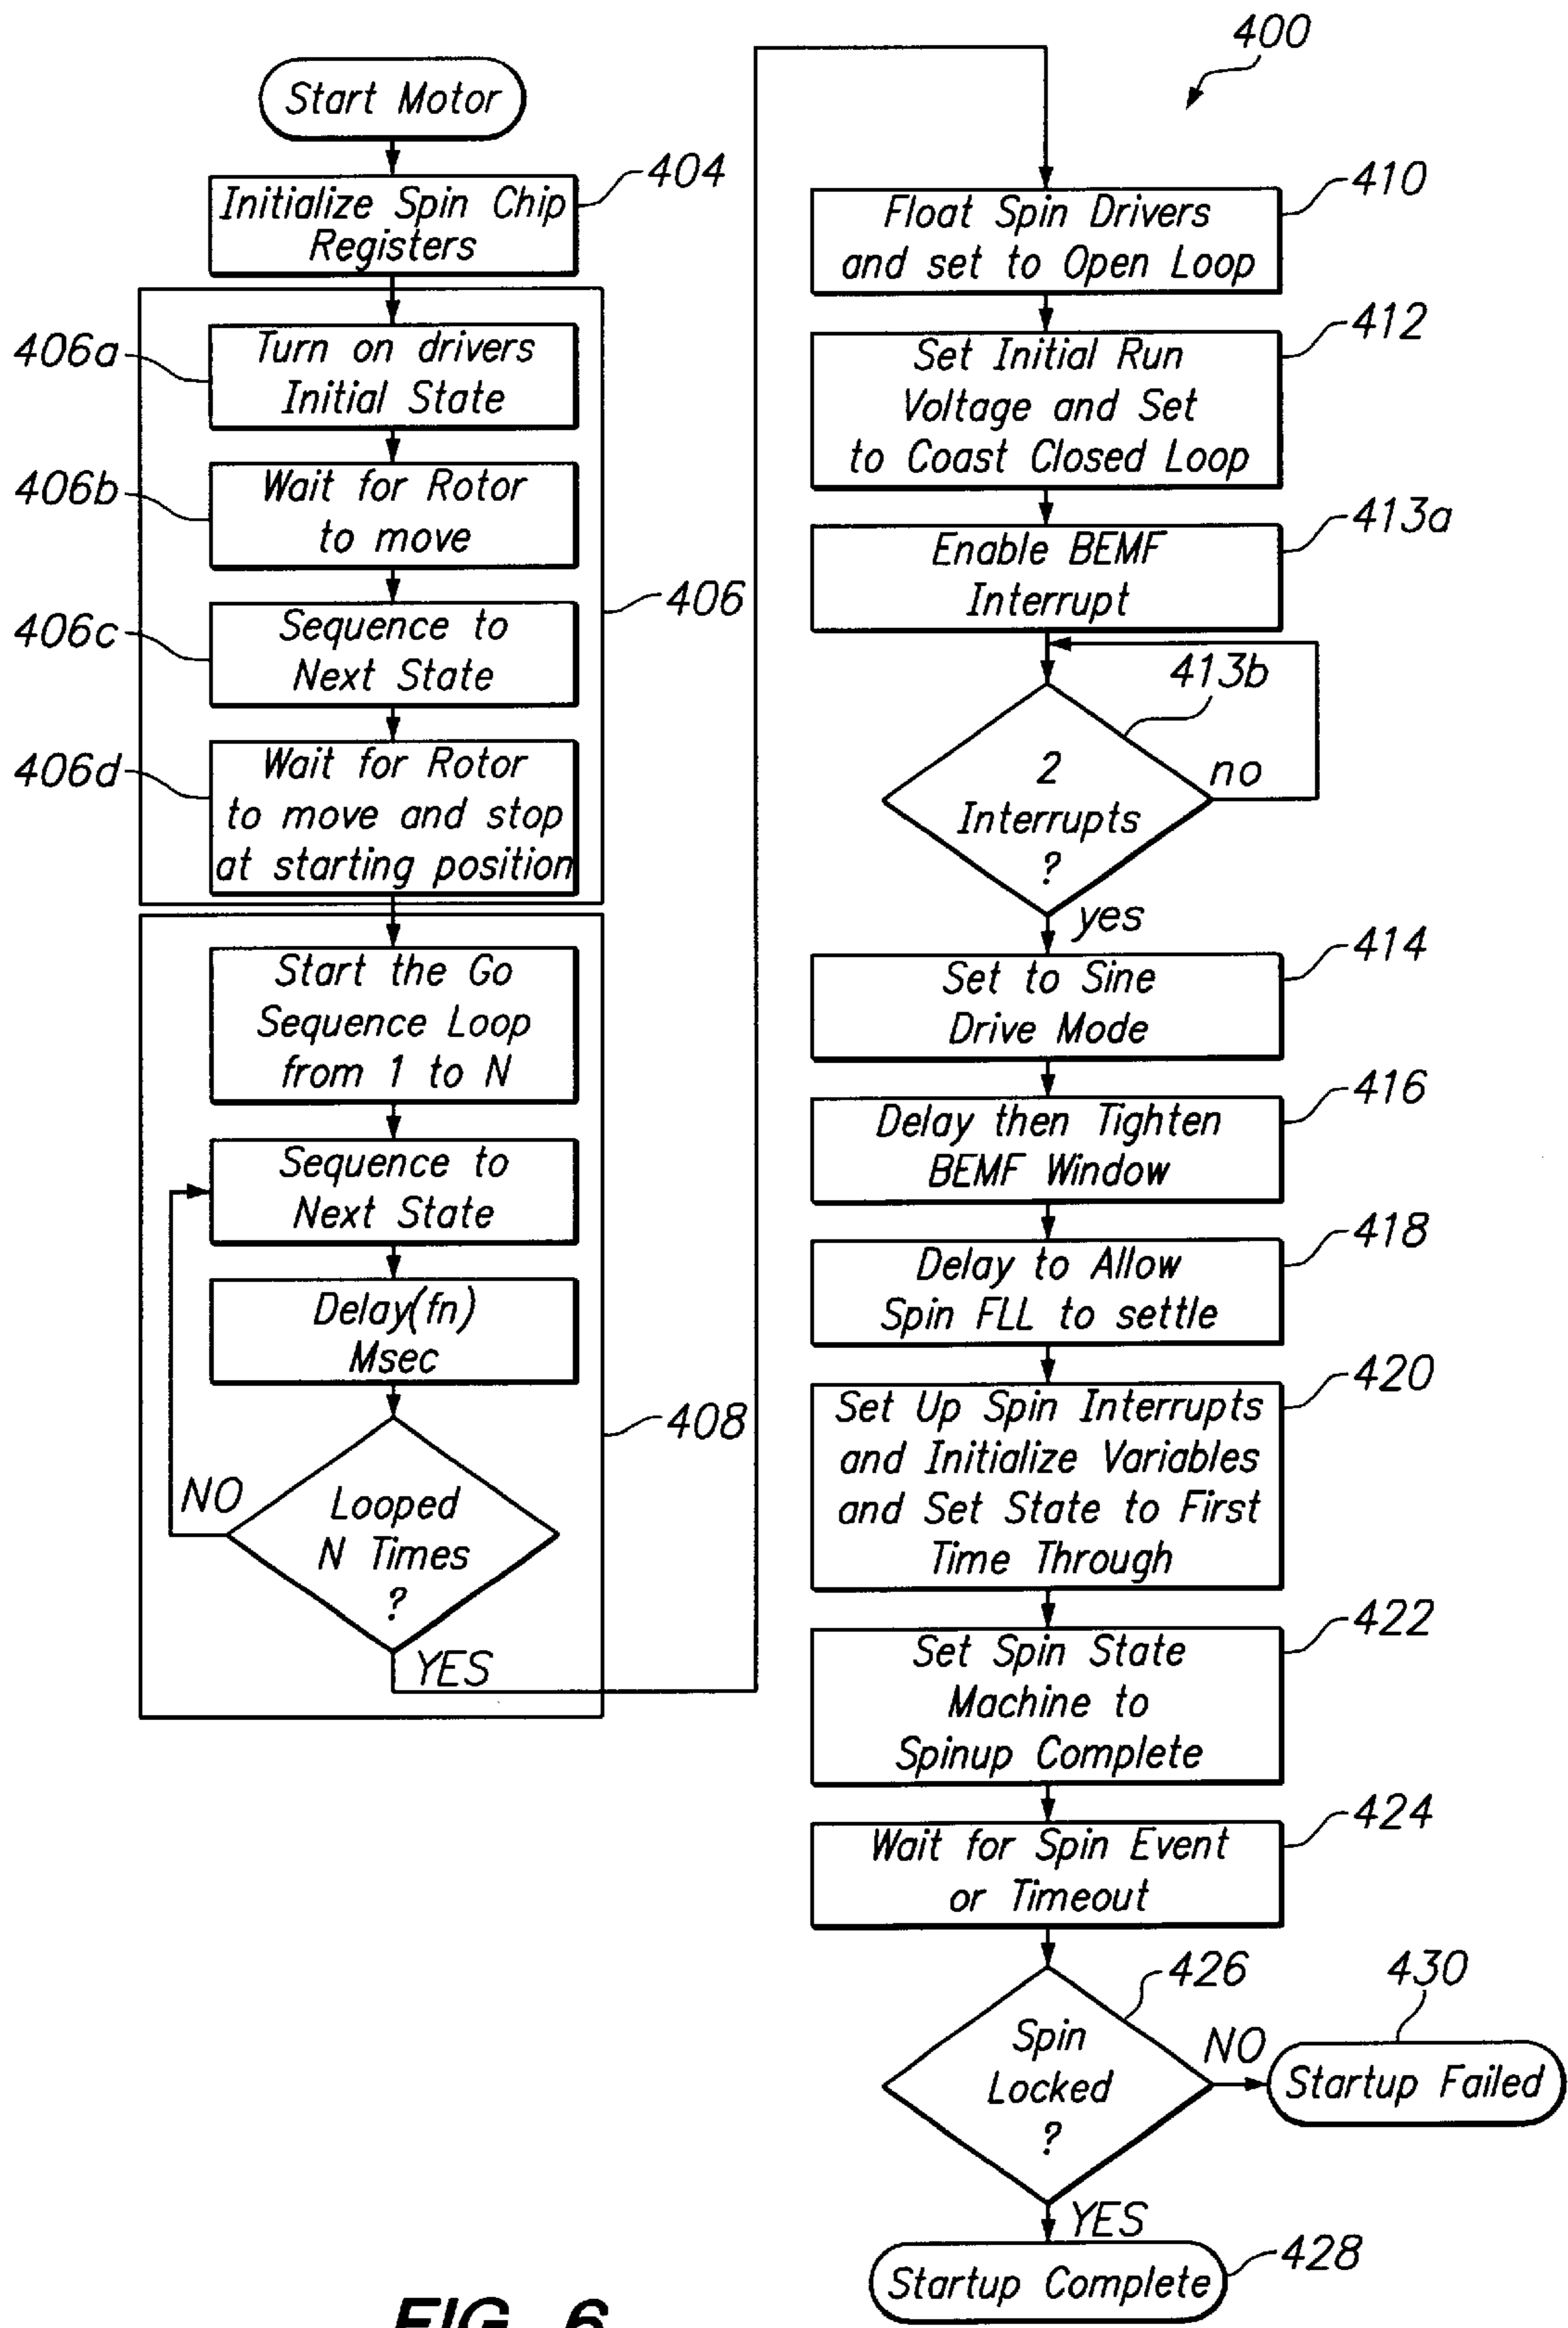 400
Start Motor
404
Initialize Spin Chip
Registers
406a
Turn on drivers
Initial State
406b
Wait for Rotor
to move
406
406c
Sequence to
Next State
406d
Wait for Rotor
to move and stop
at starting position
Start the Go
Sequence Loop
from 1 to N
Sequence to
Next State
Delay(fn)
Msec
408
NO
Looped
N Times
?
YES
410
Float Spin Drivers
and set to Open Loop
412
Set Initial Run
Voltage and Set
to Coast Closed Loop
413a
Enable BEMF
Interrupt
413b
2
Interrupts
?
no
yes
414
Set to Sine
Drive Mode
416
Delay then Tighten
BEMF Window
418
Delay to Allow
Spin FLL to settle
420
Set Up Spin Interrupts
and Initialize Variables
and Set State to First
Time Through
422
Set Spin State
Machine to
Spinup Complete
424
Wait for Spin Event
or Timeout
426
Spin
Locked
?
NO
430
Startup Failed
YES
428
Startup Complete
FIG. 6